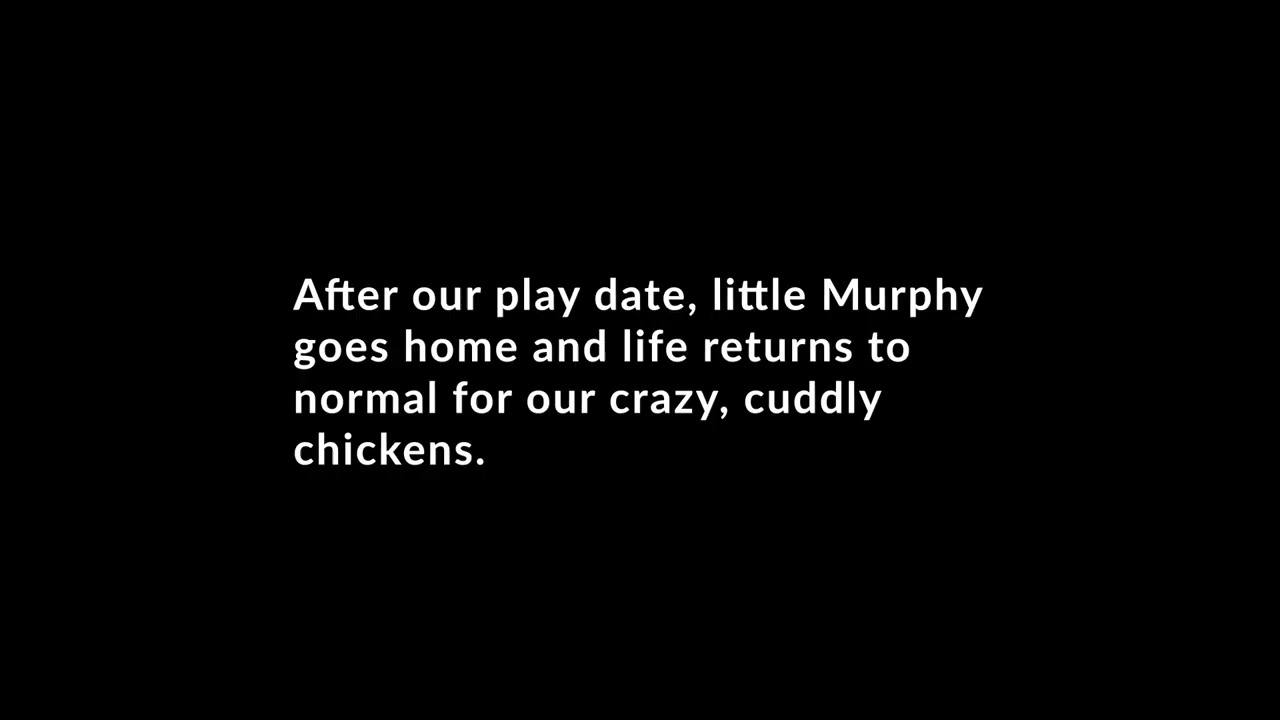 After our play date, little Murphy
goes home and life returns to
normal for our crazy, cuddly
chickens.